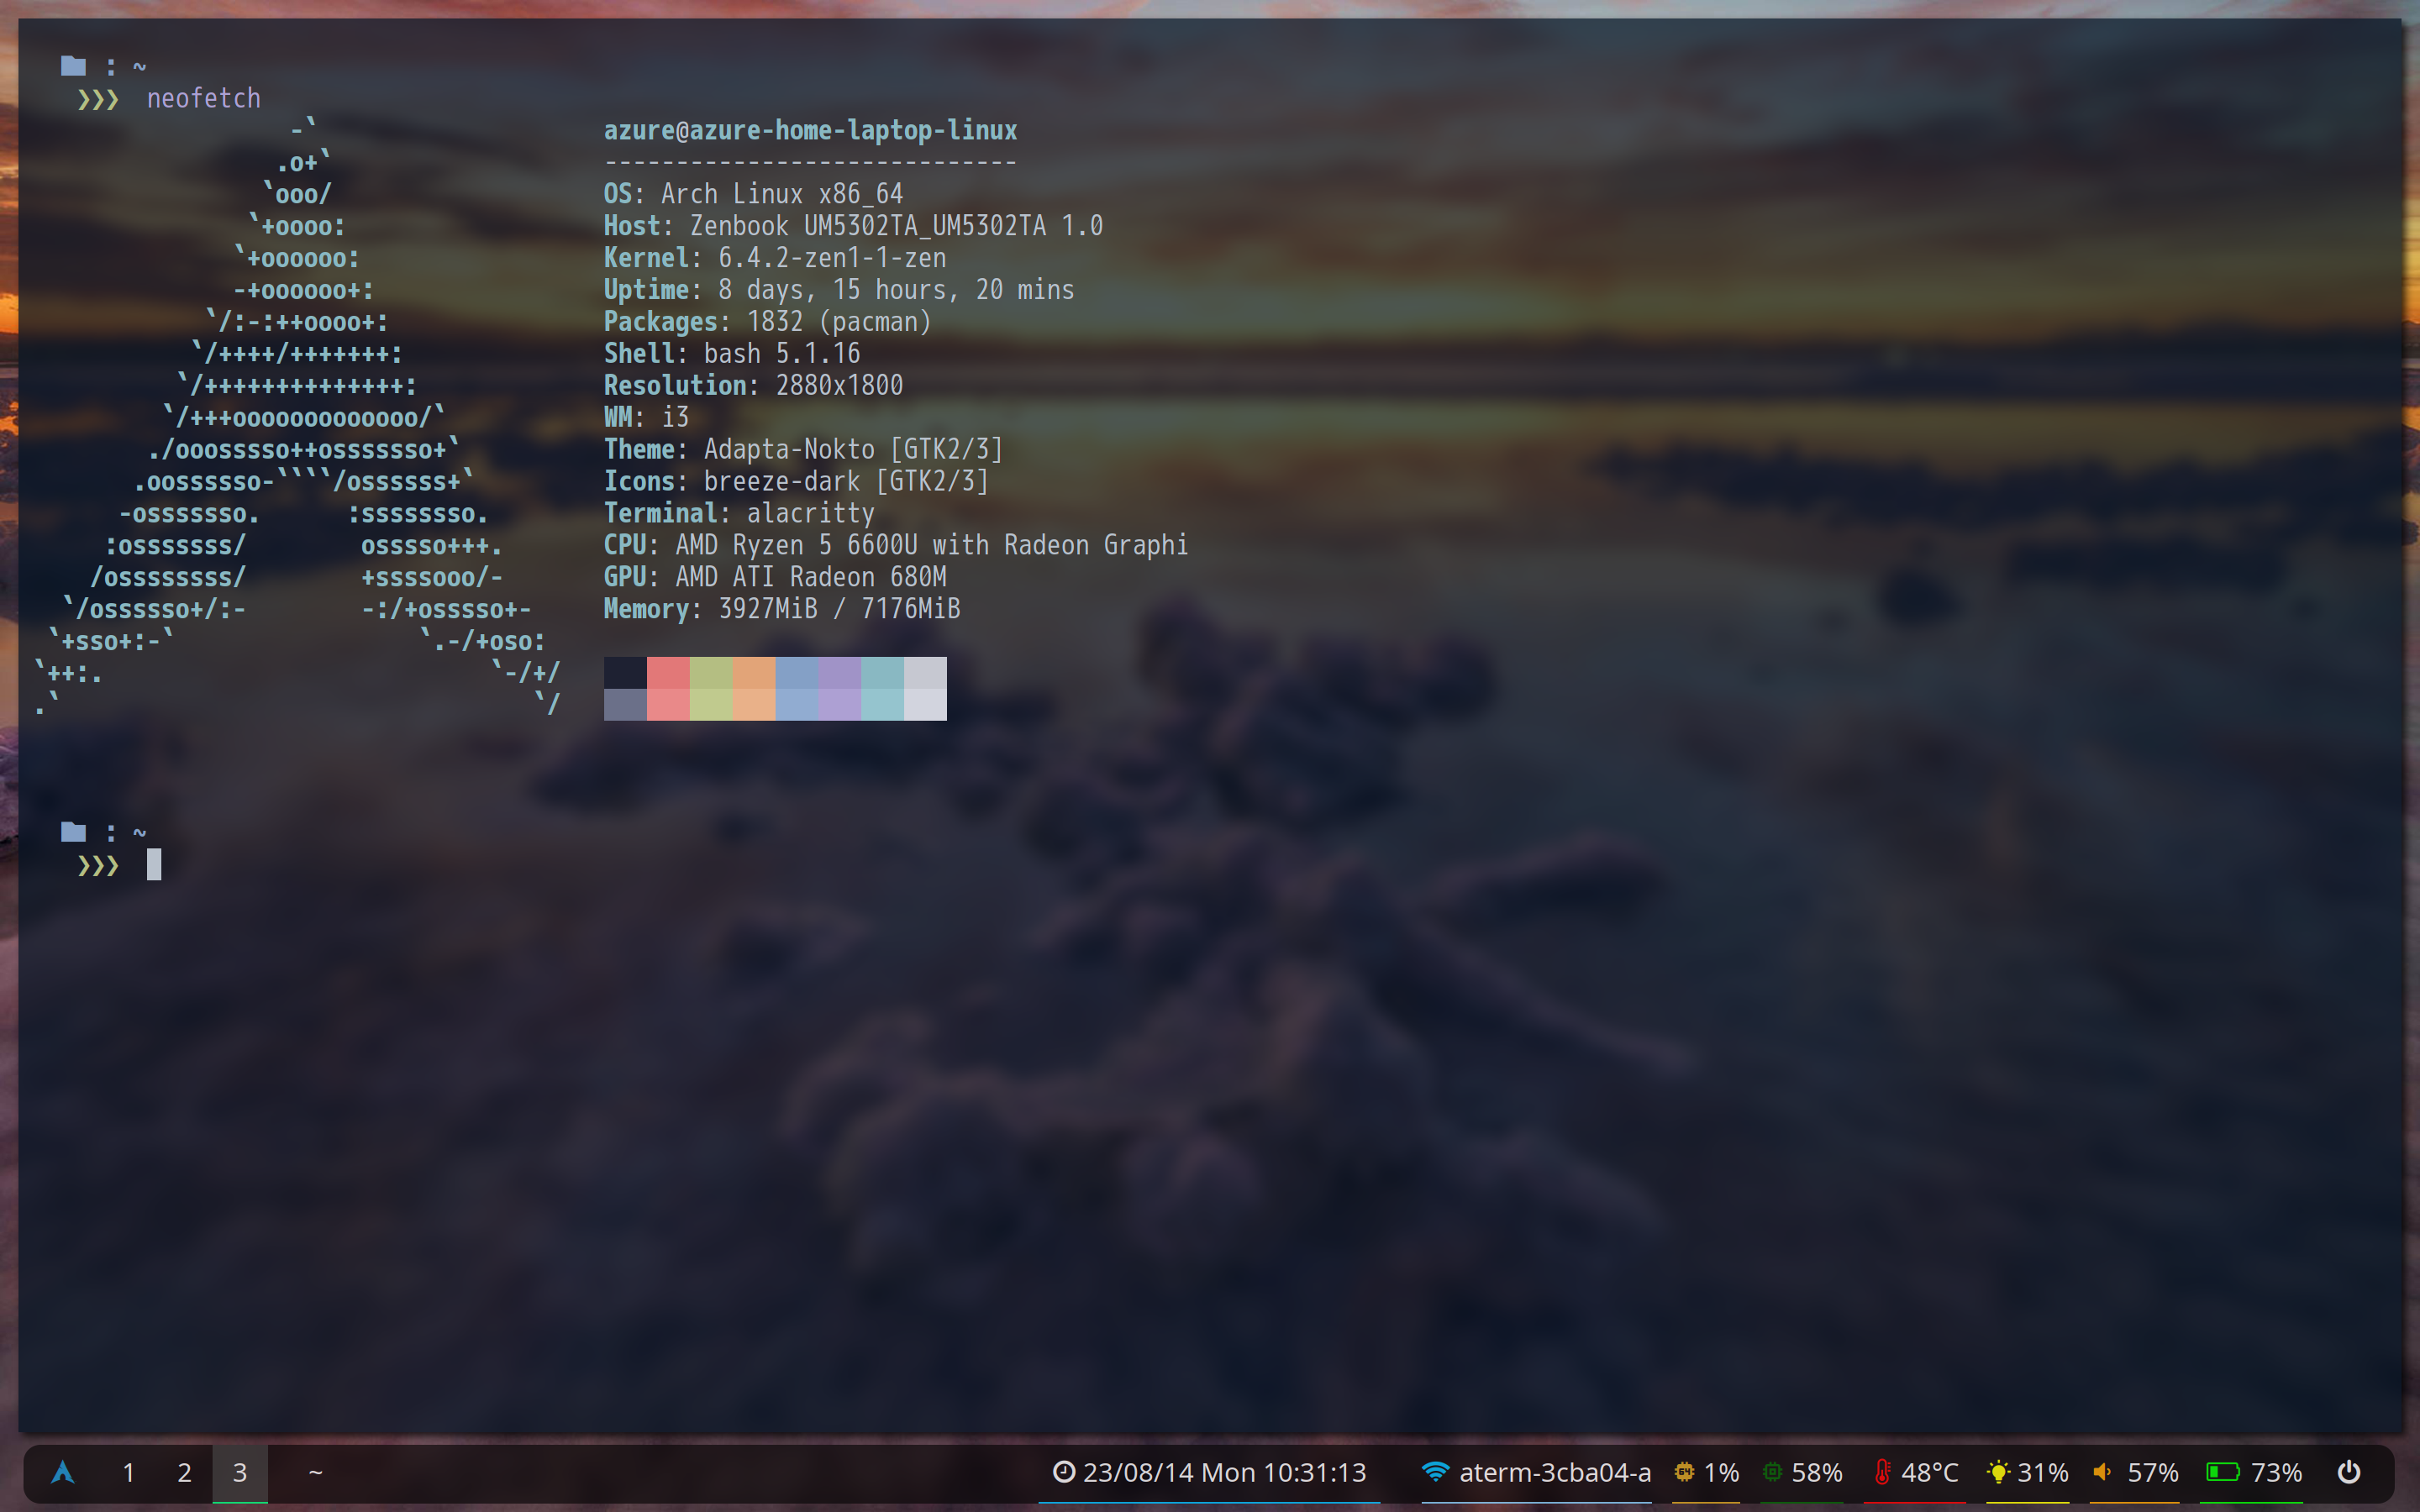 : ~
❯❯❯ neofetch
-`
.o+`
`ooo/
`+oooo:
`+oooooo:
-+oooooo+:
`/:-:++oooo+:
`/++++/+++++++:
`/++++++++++++++:
`/+++ooooooooooooo/`
./ooosssso++osssssso+`
.oossssso-````/ossssss+`
-osssssso.      :ssssssso.
:osssssss/        osssso+++.
/ossssssss/        +ssssooo/-
`/ossssso+/:-        -:/+osssso+-
`+sso+:-`                 `.-/+oso:
`++:.                           `-/+/
.`                                 `/
azure@azure-home-laptop-linux
-----------------------------
OS: Arch Linux x86_64
Host: Zenbook UM5302TA_UM5302TA 1.0
Kernel: 6.4.2-zen1-1-zen
Uptime: 8 days, 15 hours, 20 mins
Packages: 1832 (pacman)
Shell: bash 5.1.16
Resolution: 2880x1800
WM: i3
Theme: Adapta-Nokto [GTK2/3]
Icons: breeze-dark [GTK2/3]
Terminal: alacritty
CPU: AMD Ryzen 5 6600U with Radeon Graphi
GPU: AMD ATI Radeon 680M
Memory: 3927MiB / 7176MiB
: ~
❯❯❯
1 2 3 ~ 23/08/14 Mon 10:31:13 aterm-3cba04-a 1% 58% 48°C 31% 57% 73%